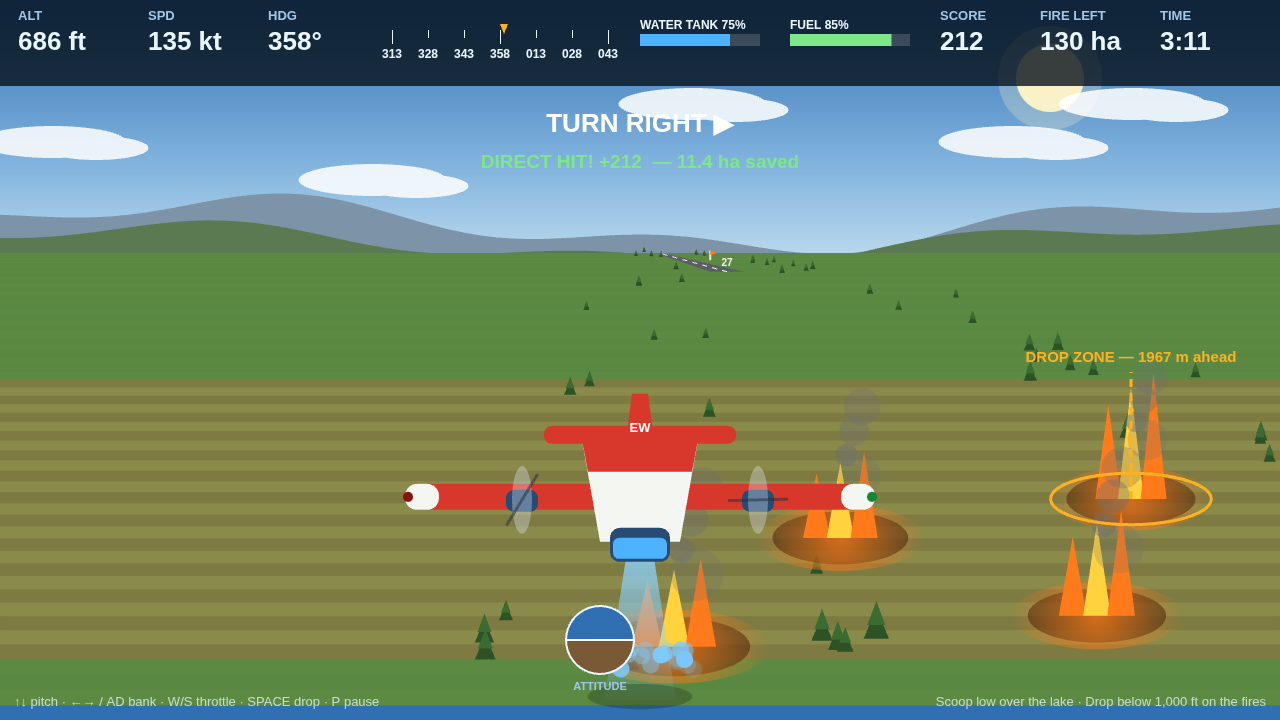 ALT
686 ft
SPD
135 kt
HDG
358°
313 328 343 358 013 028 043
WATER TANK 75%
FUEL 85%
SCORE
212
FIRE LEFT
130 ha
TIME
3:11
TURN RIGHT ▶
DIRECT HIT! +212 — 11.4 ha saved
27
DROP ZONE — 1967 m ahead
EW
ATTITUDE
↑↓ pitch · ←→ / AD bank · W/S throttle · SPACE drop · P pause
Scoop low over the lake · Drop below 1,000 ft on the fires